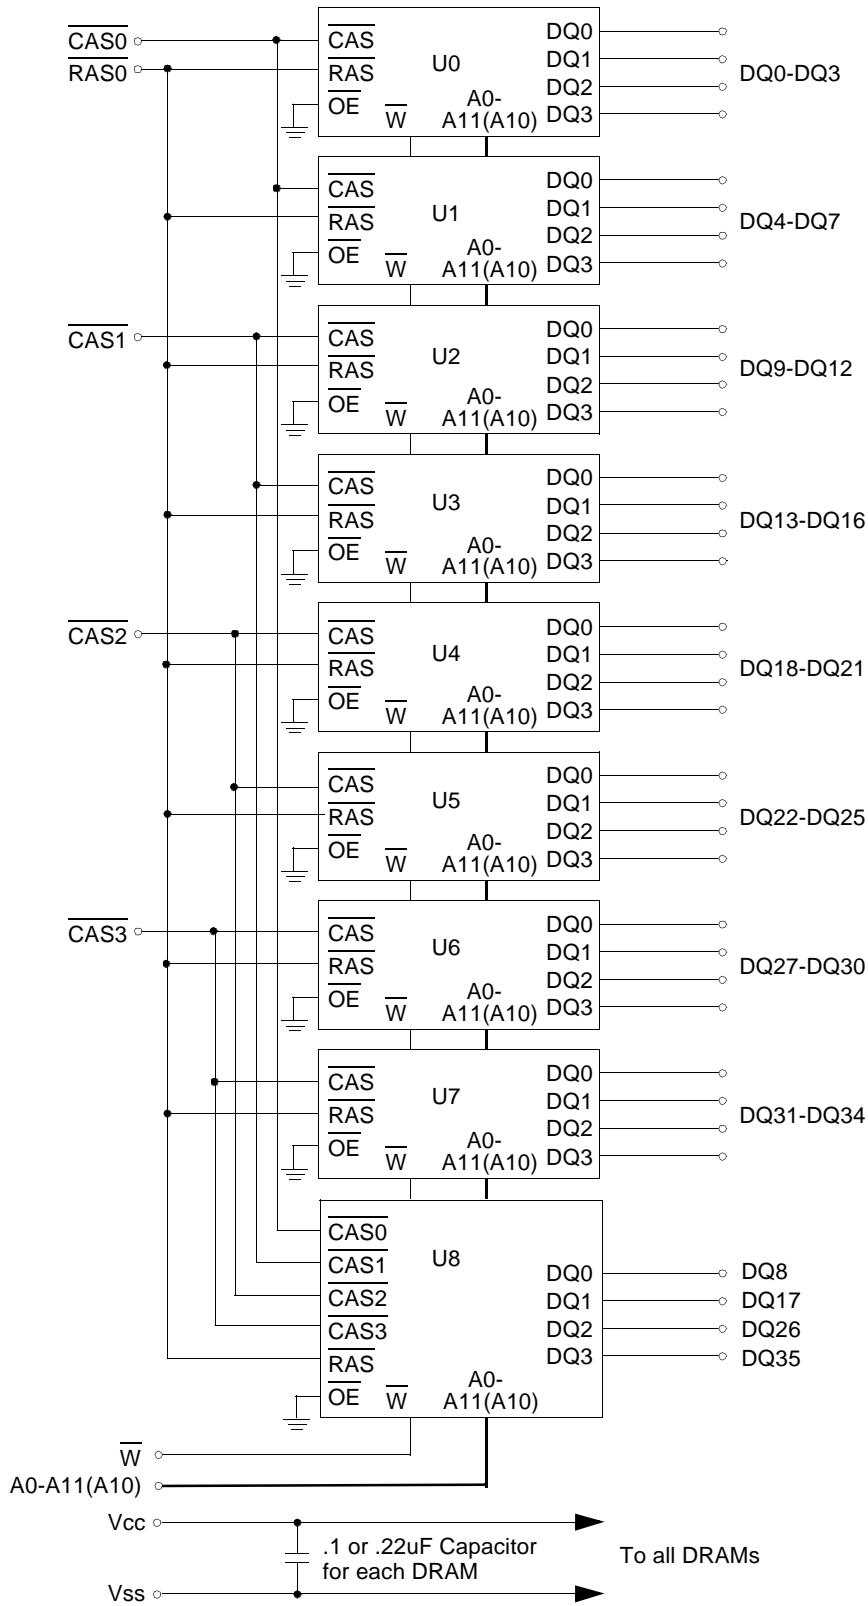 CAS0
RAS0
CAS
RAS
OE
W
U0
A0-
A11(A10)
DQ0
DQ1
DQ2
DQ3
DQ0-DQ3
CAS
RAS
OE
W
U1
A0-
A11(A10)
DQ0
DQ1
DQ2
DQ3
DQ4-DQ7
CAS1
CAS
RAS
OE
W
U2
A0-
A11(A10)
DQ0
DQ1
DQ2
DQ3
DQ9-DQ12
CAS
RAS
OE
W
U3
A0-
A11(A10)
DQ0
DQ1
DQ2
DQ3
DQ13-DQ16
CAS2
CAS
RAS
OE
W
U4
A0-
A11(A10)
DQ0
DQ1
DQ2
DQ3
DQ18-DQ21
CAS
RAS
OE
W
U5
A0-
A11(A10)
DQ0
DQ1
DQ2
DQ3
DQ22-DQ25
CAS3
CAS
RAS
OE
W
U6
A0-
A11(A10)
DQ0
DQ1
DQ2
DQ3
DQ27-DQ30
CAS
RAS
OE
W
U7
A0-
A11(A10)
DQ0
DQ1
DQ2
DQ3
DQ31-DQ34
CAS0
CAS1
CAS2
CAS3
RAS
OE
W
U8
A0-
A11(A10)
DQ0
DQ1
DQ2
DQ3
DQ8
DQ17
DQ26
DQ35
W
A0-A11(A10)
Vcc
.1 or .22uF Capacitor
for each DRAM
To all DRAMs
Vss